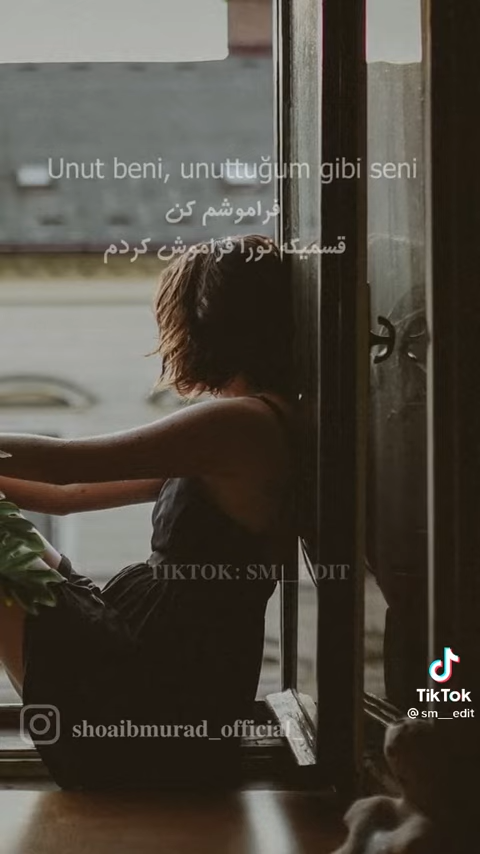 Unut beni, unuttuğum gibi seni
فراموشم کن
قسمیکه تورا فراموش کردم
TIKTOK: SM__EDIT
shoaibmurad_official_
TikTok
@sm__edit